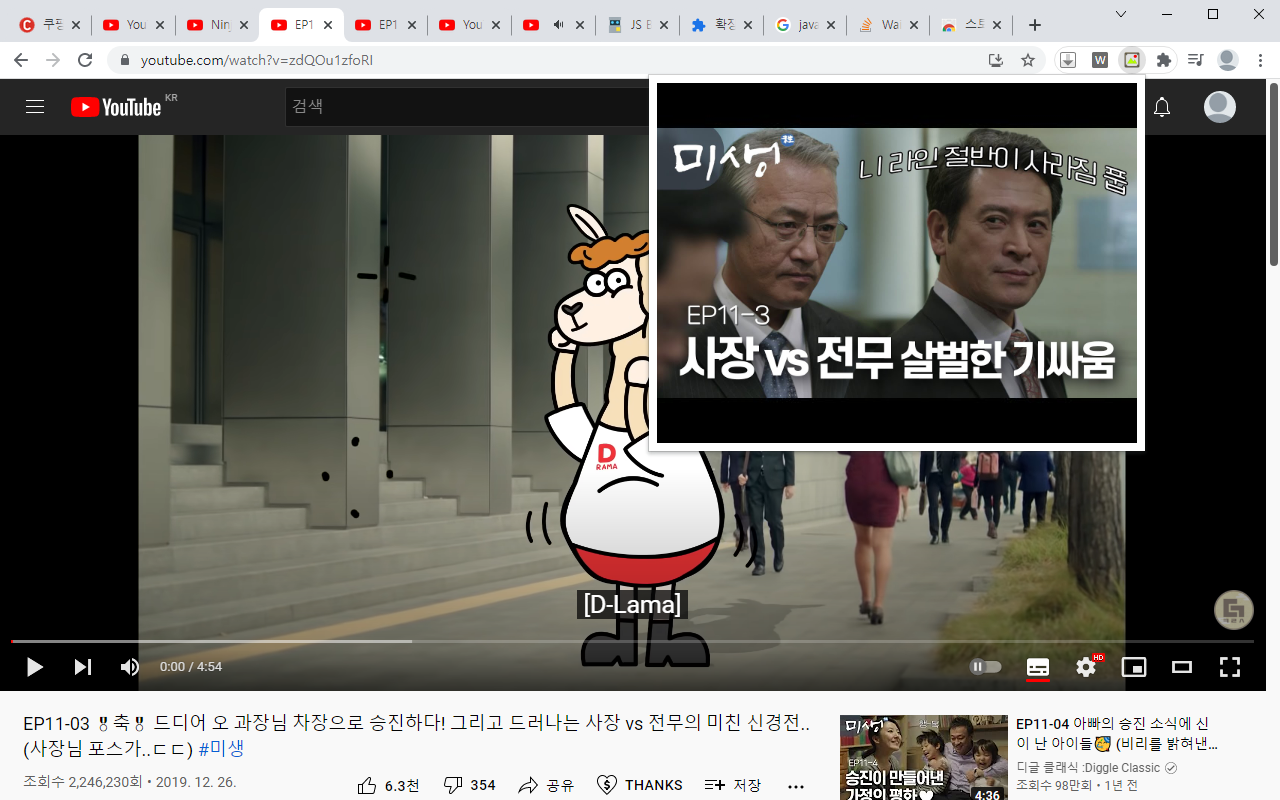 쿠팡
You
Nin
EP1
EP1
You
JS E
확장
java
Wai
스트
youtube.com/watch?v=zdQOu1zfoRI
W
YouTube KR
검색
미생
니 라인 절반이 사라짐 풉
EP11-3
사장 vs 전무 살벌한 기싸움
D
RAMA
[D-Lama]
0:00 / 4:54
HD
EP11-03 🎖축🎖 드디어 오 과장님 차장으로 승진하다! 그리고 드러나는 사장 vs 전무의 미친 신경전..
(사장님 포스가..ㄷㄷ) #미생
조회수 2,246,230회 • 2019. 12. 26.
6.3천
354
공유
THANKS
저장
미생
EP11-4
승진이 만들어낸
가정의 평화♥
4:36
EP11-04 아빠의 승진 소식에 신
이 난 아이들🥳 (비리를 밝혀낸...
디글 클래식 :Diggle Classic
조회수 98만회 • 1년 전